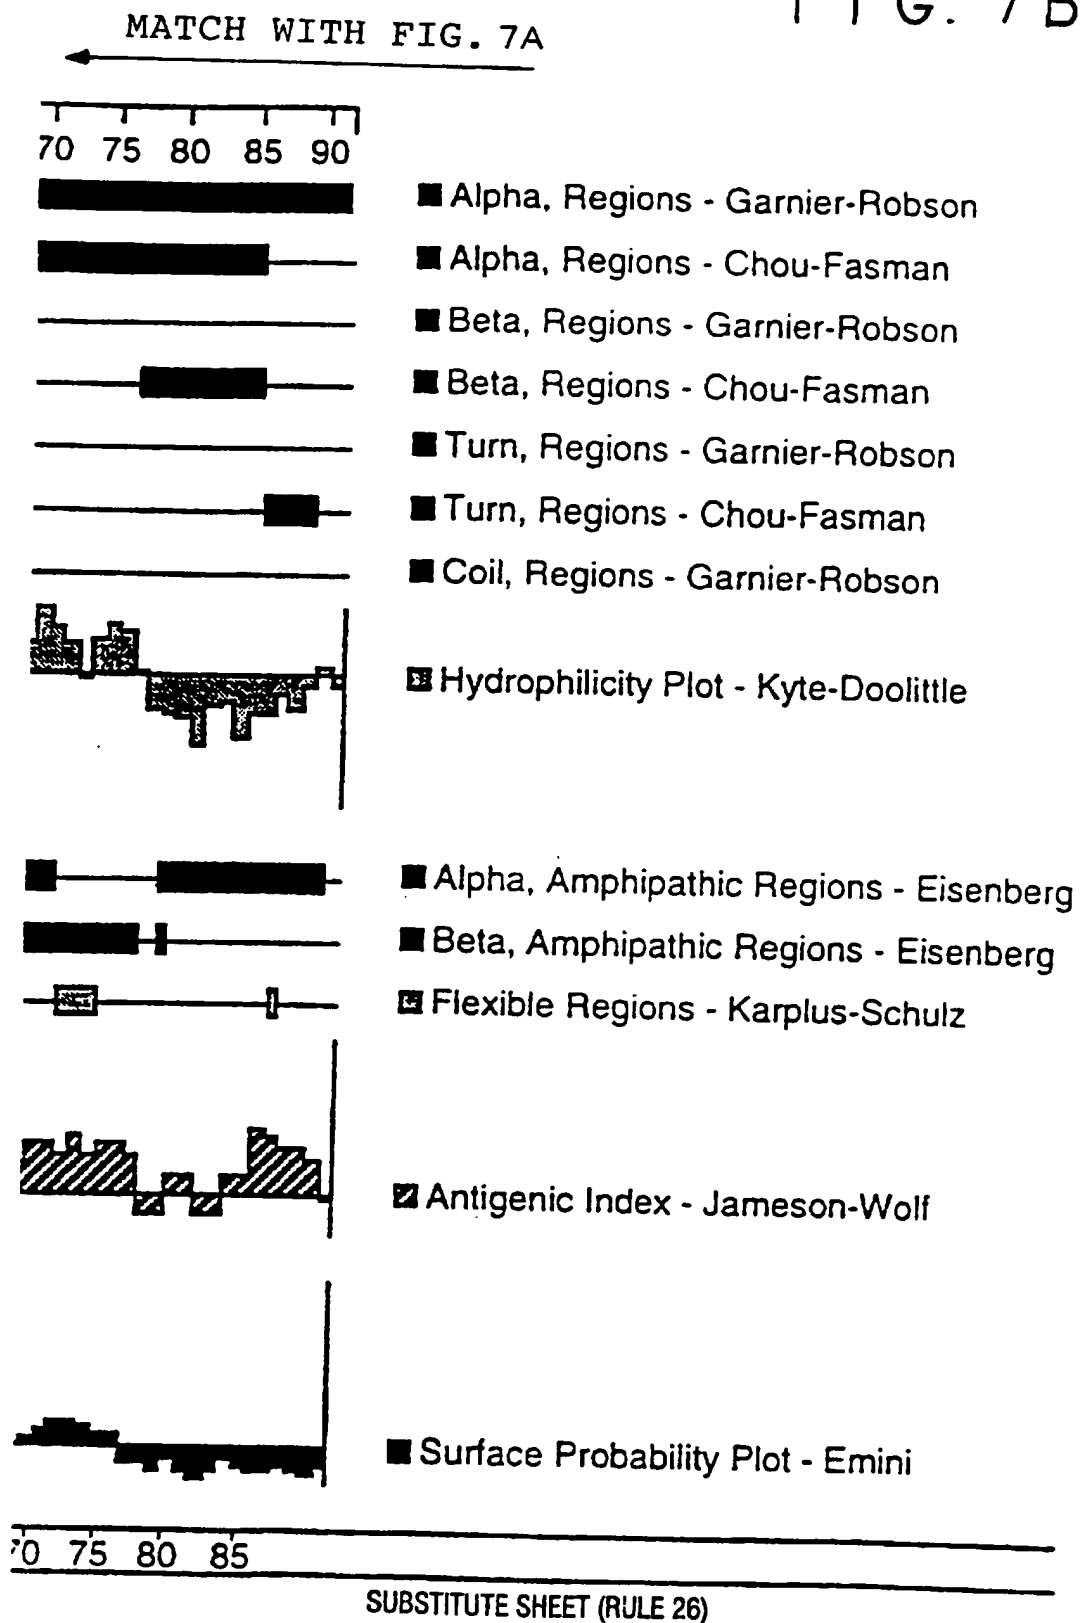 FIG. 7B
MATCH WITH FIG. 7A
70 75 80 85 90
Alpha, Regions - Garnier-Robson
Alpha, Regions - Chou-Fasman
Beta, Regions - Garnier-Robson
Beta, Regions - Chou-Fasman
Turn, Regions - Garnier-Robson
Turn, Regions - Chou-Fasman
Coil, Regions - Garnier-Robson
Hydrophilicity Plot - Kyte-Doolittle
Alpha, Amphipathic Regions - Eisenberg
Beta, Amphipathic Regions - Eisenberg
Flexible Regions - Karplus-Schulz
Antigenic Index - Jameson-Wolf
Surface Probability Plot - Emini
70 75 80 85
SUBSTITUTE SHEET (RULE 26)